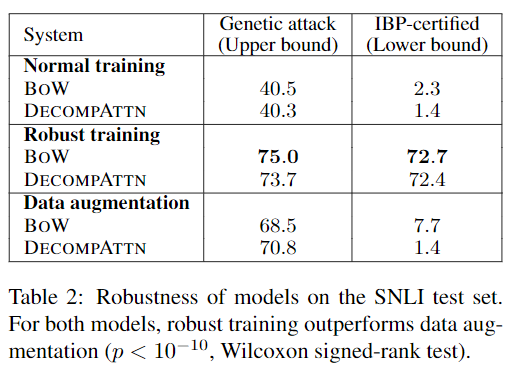 System Genetic attack (Upper bound) IBP-certified (Lower bound)
Normal training
BOW 40.5 2.3
DECOMPATTN 40.3 1.4
Robust training
BOW 75.0 72.7
DECOMPATTN 73.7 72.4
Data augmentation
BOW 68.5 7.7
DECOMPATTN 70.8 1.4
Table 2: Robustness of models on the SNLI test set.
For both models, robust training outperforms data aug-
mentation (p < 10⁻¹⁰, Wilcoxon signed-rank test).